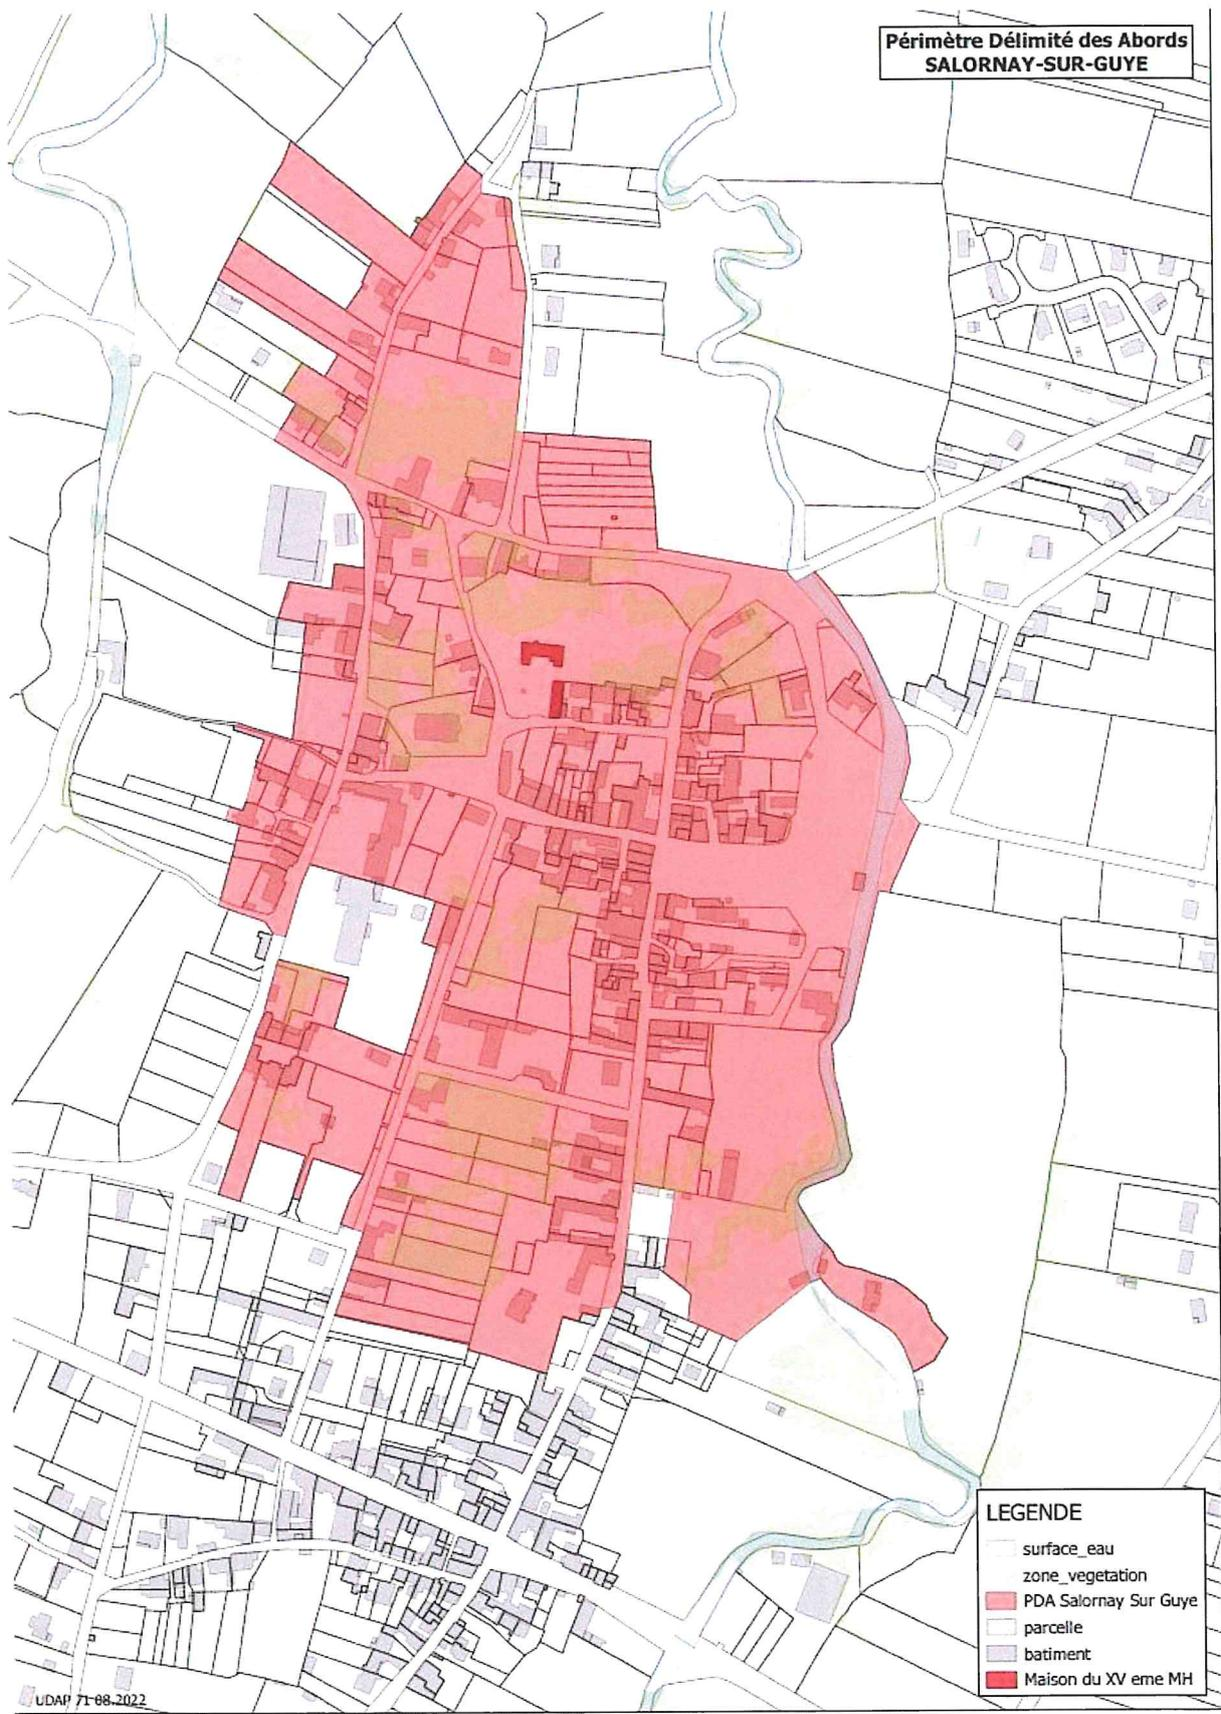 Périmètre Délimité des Abords
SALORNAY-SUR-GUYE
LEGENDE
surface_eau
zone_vegetation
PDA Salornay Sur Guye
parcelle
batiment
Maison du XV eme MH
UDAP 71-08.2022